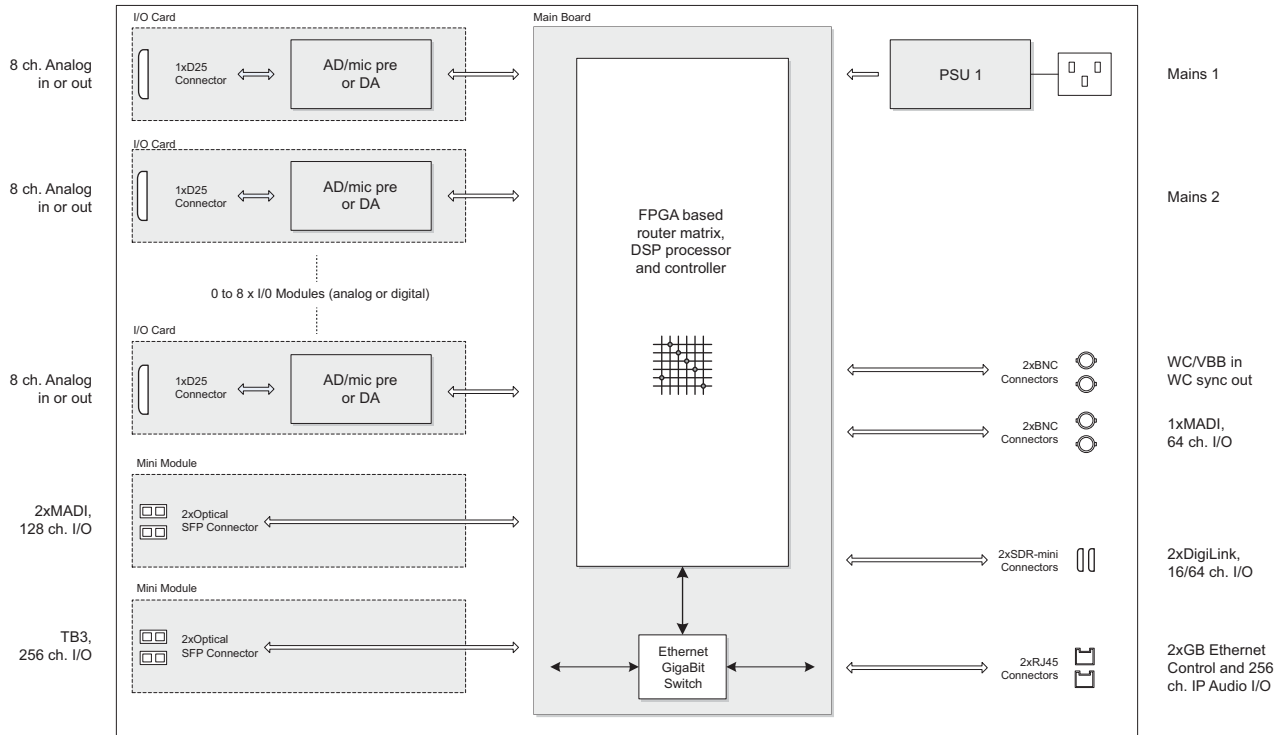 I/O Card
8 ch. Analog
in or out
1xD25
Connector
AD/mic pre
or DA
I/O Card
8 ch. Analog
in or out
1xD25
Connector
AD/mic pre
or DA
0 to 8 x I/0 Modules (analog or digital)
I/O Card
8 ch. Analog
in or out
1xD25
Connector
AD/mic pre
or DA
Mini Module
2xMADI,
128 ch. I/O
2xOptical
SFP Connector
Mini Module
TB3,
256 ch. I/O
2xOptical
SFP Connector
Main Board
FPGA based
router matrix,
DSP processor
and controller
Ethernet
GigaBit
Switch
PSU 1
Mains 1
Mains 2
2xBNC
Connectors
WC/VBB in
WC sync out
2xBNC
Connectors
1xMADI,
64 ch. I/O
2xSDR-mini
Connectors
2xDigiLink,
16/64 ch. I/O
2xRJ45
Connectors
2xGB Ethernet
Control and 256
ch. IP Audio I/O